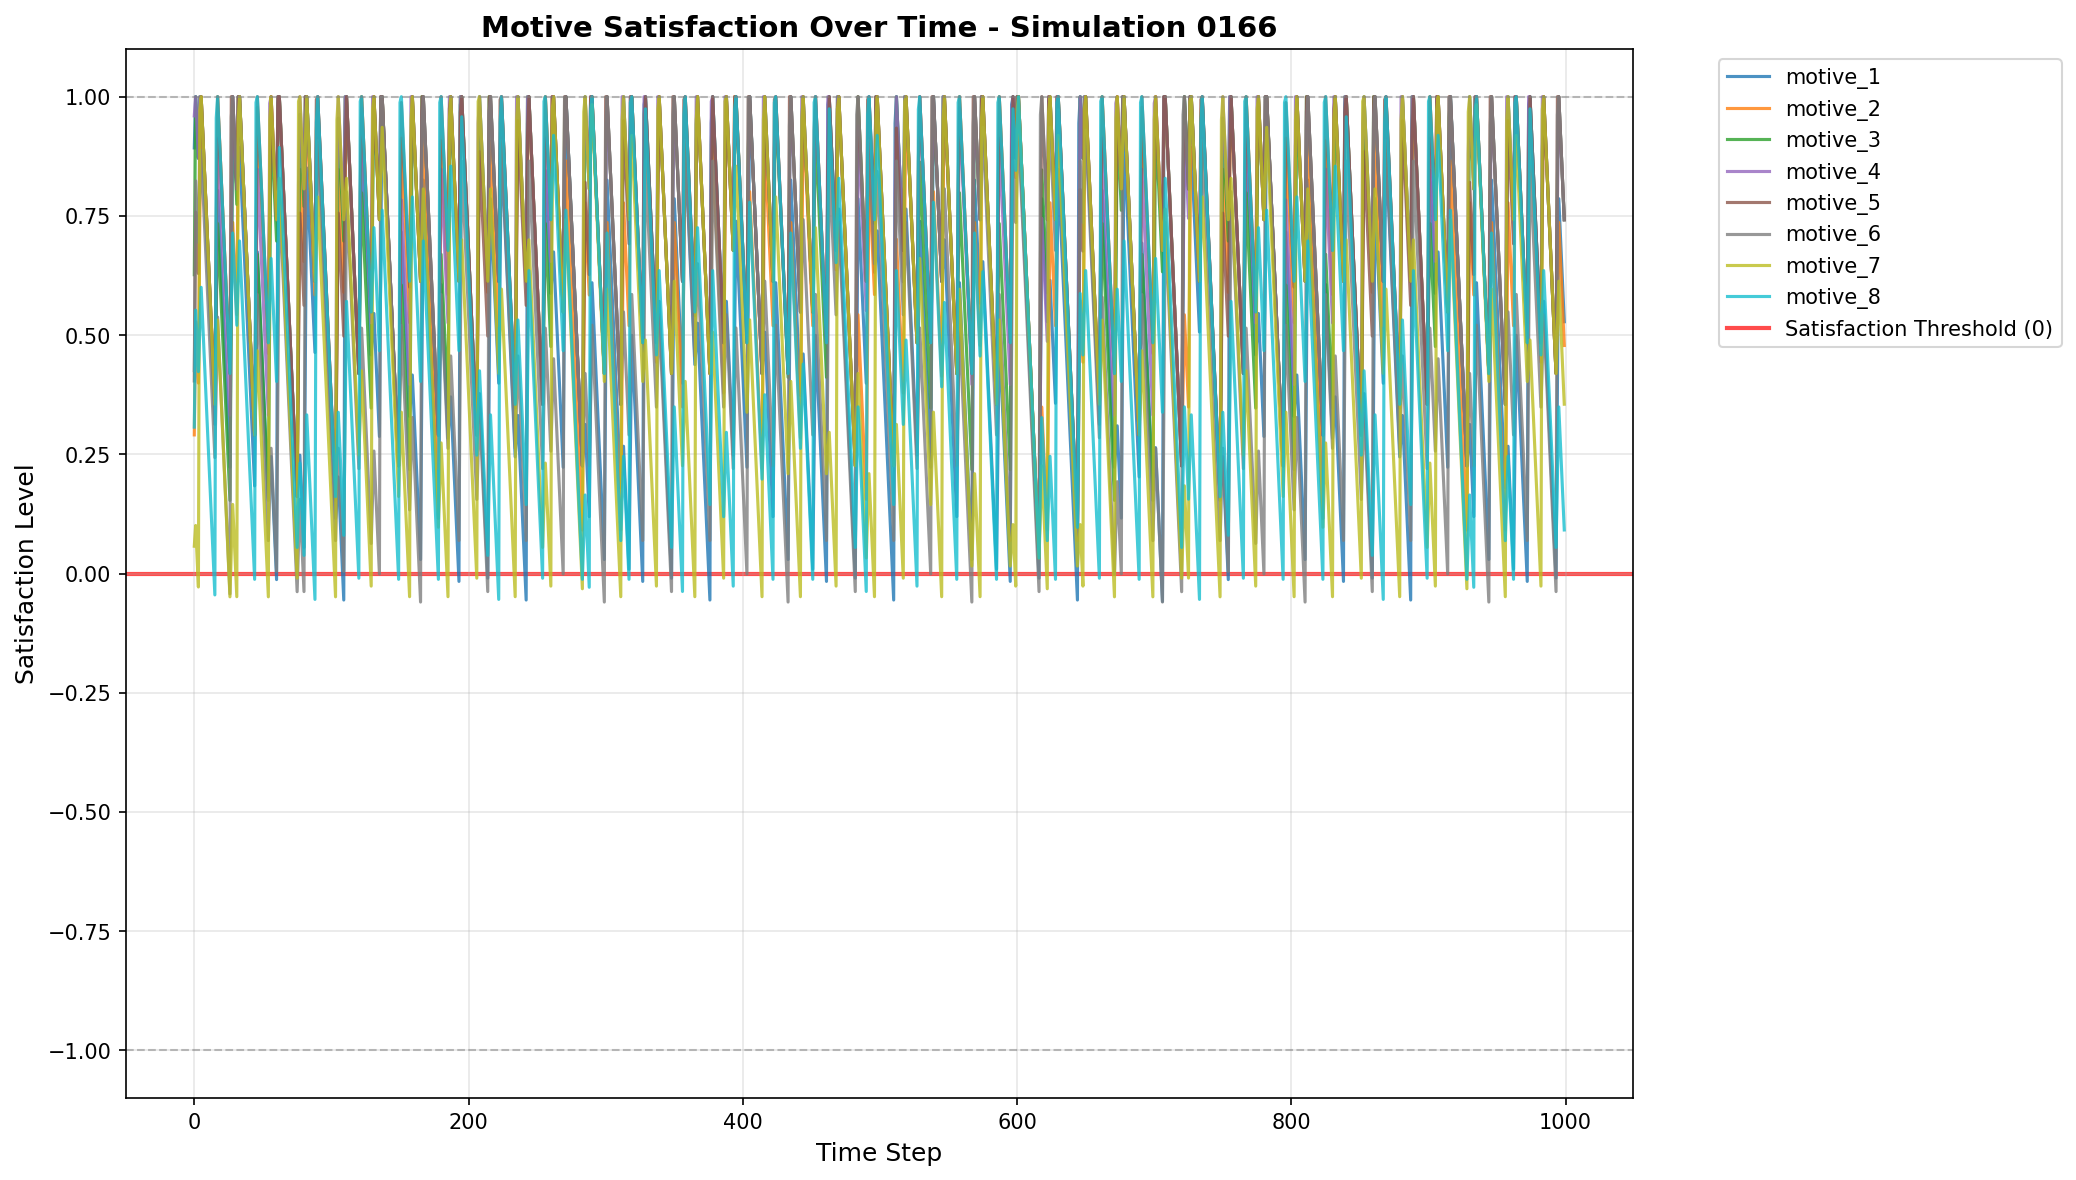 Motive Satisfaction Over Time - Simulation 0166
Satisfaction Level
1.00
0.75
0.50
0.25
0.00
−0.25
−0.50
−0.75
−1.00
0
200
400
600
800
1000
Time Step
motive_1
motive_2
motive_3
motive_4
motive_5
motive_6
motive_7
motive_8
Satisfaction Threshold (0)